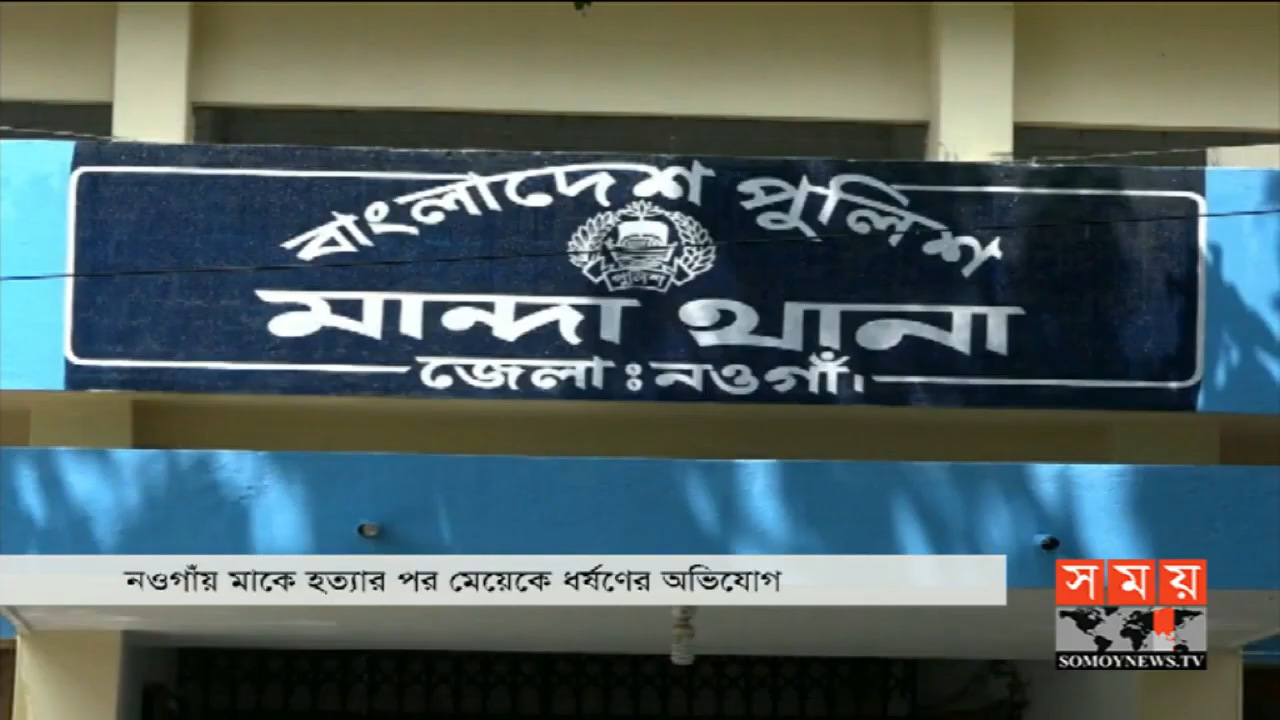 বাংলাদেশ পুলিশ
পুলিশ
মান্দা থানা
জেলা : নওগাঁ।
নওগাঁয় মাকে হত্যার পর মেয়েকে ধর্ষণের অভিযোগ
সময়
SOMOYNEWS.TV